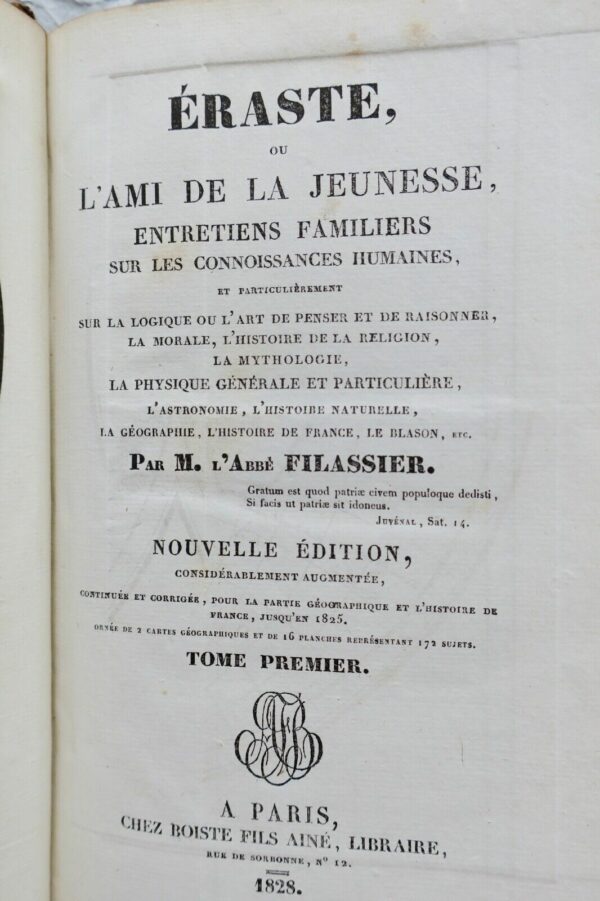 ÉRASTE,
OU
L'AMI DE LA JEUNESSE,
ENTRETIENS FAMILIERS
SUR LES CONNOISSANCES HUMAINES,
ET PARTICULIÈREMENT
SUR LA LOGIQUE OU L'ART DE PENSER ET DE RAISONNER,
LA MORALE, L'HISTOIRE DE LA RELIGION,
LA MYTHOLOGIE,
LA PHYSIQUE GÉNÉRALE ET PARTICULIÈRE,
L'ASTRONOMIE, L'HISTOIRE NATURELLE,
LA GÉOGRAPHIE, L'HISTOIRE DE FRANCE, LE BLASON, ETC.
PAR M. L'ABBÉ FILASSIER.
Gratum est quod patriæ civem populoque dedisti,
Si facis ut patriæ sit idoneus.
JUVÉNAL, Sat. 14.
NOUVELLE ÉDITION,
CONSIDÉRABLEMENT AUGMENTÉE,
CONTINUÉE ET CORRIGÉE, POUR LA PARTIE GÉOGRAPHIQUE ET L'HISTOIRE DE
FRANCE, JUSQU'EN 1825.
ORNÉE DE 2 CARTES GÉOGRAPHIQUES ET DE 16 PLANCHES REPRÉSENTANT 172 SUJETS.
TOME PREMIER.
A PARIS,
CHEZ BOISTE FILS AINÉ, LIBRAIRE,
RUE DE SORBONNE, Nº 12.
1828.